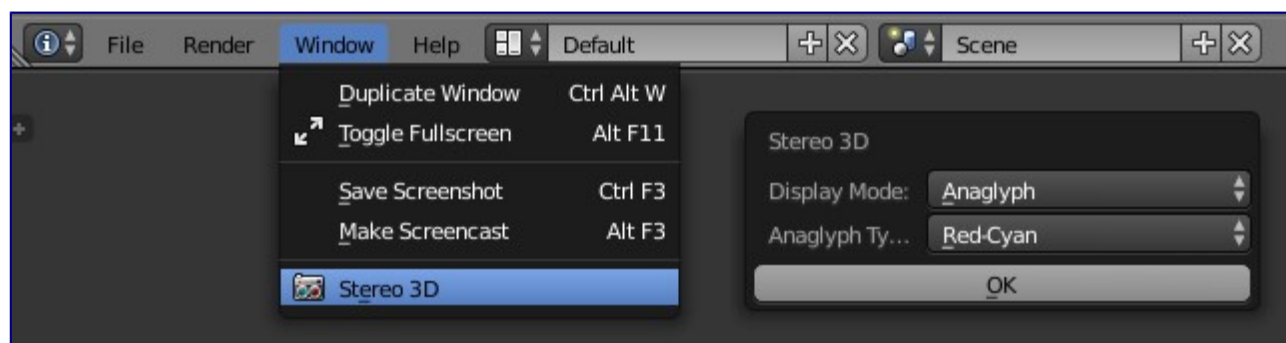 File Render Window Help Default Scene
Duplicate Window Ctrl Alt W
Toggle Fullscreen Alt F11
Save Screenshot Ctrl F3
Make Screencast Alt F3
Stereo 3D
Stereo 3D
Display Mode: Anaglyph
Anaglyph Ty... Red-Cyan
OK